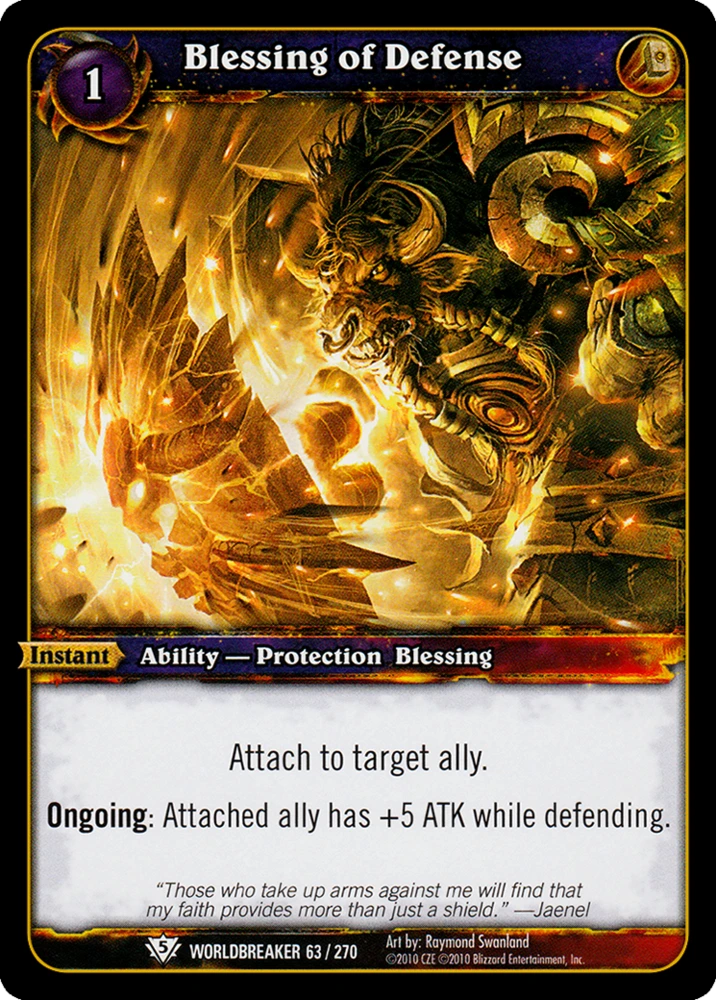 1
Blessing of Defense
Instant
Ability — Protection Blessing
Attach to target ally.
Ongoing: Attached ally has +5 ATK while defending.
“Those who take up arms against me will find that
my faith provides more than just a shield.” —Jaenel
5
WORLDBREAKER 63 / 270
Art by: Raymond Swanland
©2010 CZE ©2010 Blizzard Entertainment, Inc.